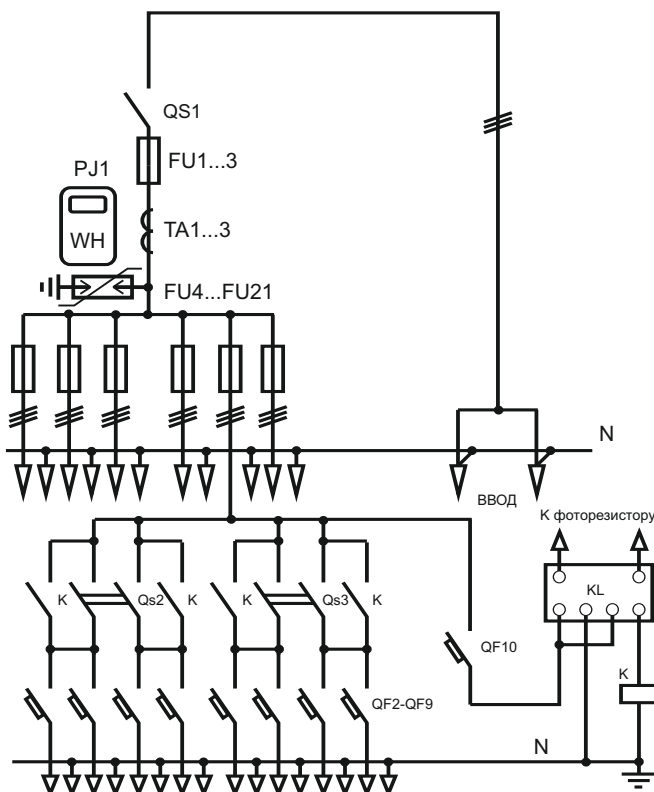 QS1
FU1...3
PJ1
WH
TA1...3
FU4...FU21
N
ВВОД
К фоторезистору
KL
K
Qs2
K
K
Qs3
K
QF10
K
QF2-QF9
N